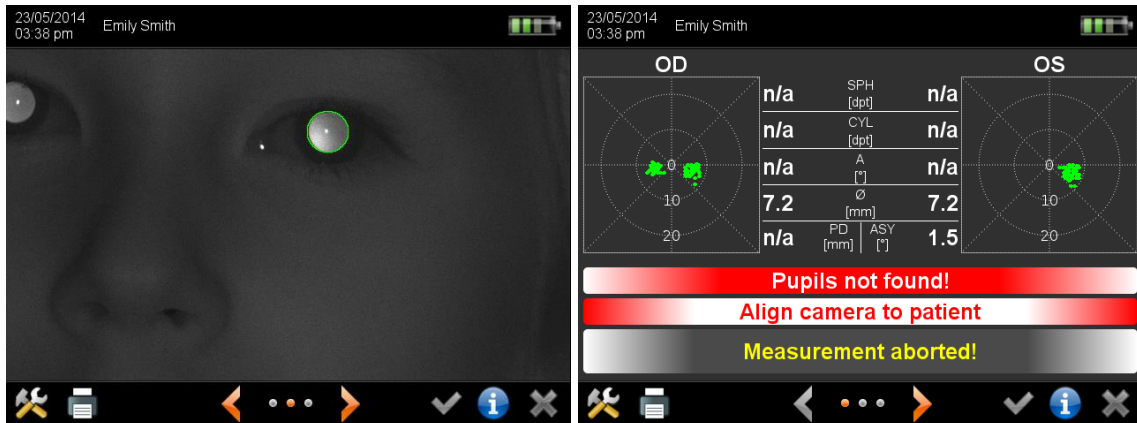 23/05/2014
03:38 pm
Emily Smith
23/05/2014
03:38 pm
Emily Smith
OD
OS
0
10
20
n/a SPH [dpt] n/a
n/a CYL [dpt] n/a
n/a A [°] n/a
7.2 Ø [mm] 7.2
n/a PD [mm] ASY [°] 1.5
0
10
20
Pupils not found!
Align camera to patient
Measurement aborted!